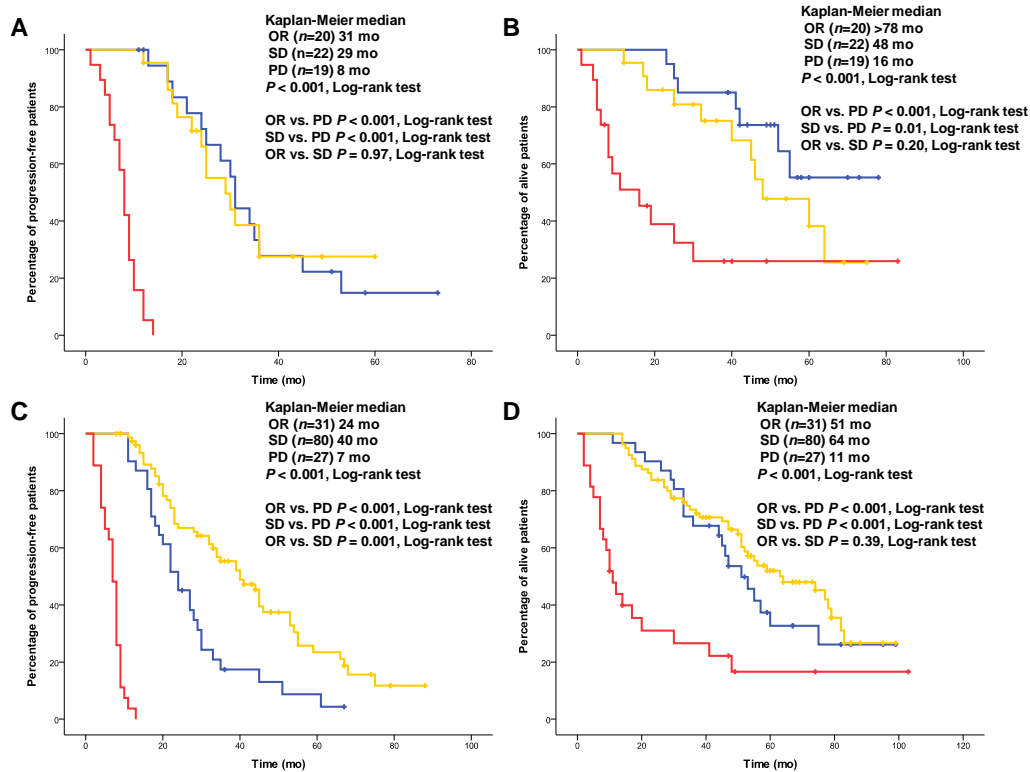 A
Kaplan-Meier median
OR (n=20) 31 mo
SD (n=22) 29 mo
PD (n=19) 8 mo
P < 0.001, Log-rank test
OR vs. PD P < 0.001, Log-rank test
SD vs. PD P < 0.001, Log-rank test
OR vs. SD P = 0.97, Log-rank test
Percentage of progression-free patients
100
80
60
40
20
0
0 20 40 60 80
Time (mo)
B
Kaplan-Meier median
OR (n=20) >78 mo
SD (n=22) 48 mo
PD (n=19) 16 mo
P < 0.001, Log-rank test
OR vs. PD P < 0.001, Log-rank test
SD vs. PD P = 0.01, Log-rank test
OR vs. SD P = 0.20, Log-rank test
Percentage of alive patients
100
80
60
40
20
0
0 20 40 60 80 100
Time (mo)
C
Kaplan-Meier median
OR (n=31) 24 mo
SD (n=80) 40 mo
PD (n=27) 7 mo
P < 0.001, Log-rank test
OR vs. PD P < 0.001, Log-rank test
SD vs. PD P < 0.001, Log-rank test
OR vs. SD P = 0.001, Log-rank test
Percentage of progression-free patients
100
80
60
40
20
0
0 20 40 60 80 100
Time (mo)
D
Kaplan-Meier median
OR (n=31) 51 mo
SD (n=80) 64 mo
PD (n=27) 11 mo
P < 0.001, Log-rank test
OR vs. PD P < 0.001, Log-rank test
SD vs. PD P < 0.001, Log-rank test
OR vs. SD P = 0.39, Log-rank test
Percentage of alive patients
100
80
60
40
20
0
0 20 40 60 80 100 120
Time (mo)